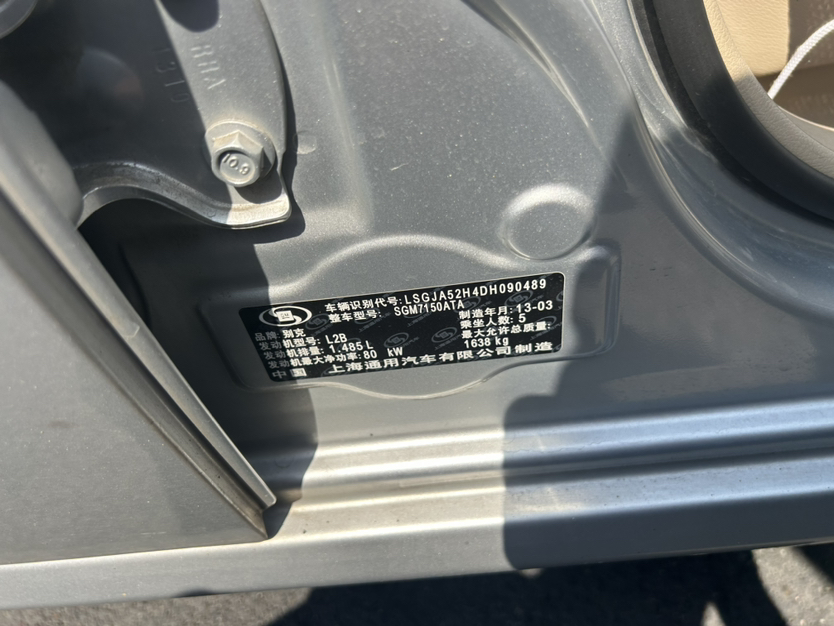 88A
10.9
车辆识别代号:LSGJA52H4DH090489
整车型号: SGM7150ATA
制造年月:13-03
品牌:别克
乘坐人数:5
发动机型号:L2B
最大允许总质量:
发动机排量:1.485L
1638 kg
发动机最大净功率:80 kW
中国 上海通用汽车有限公司制造